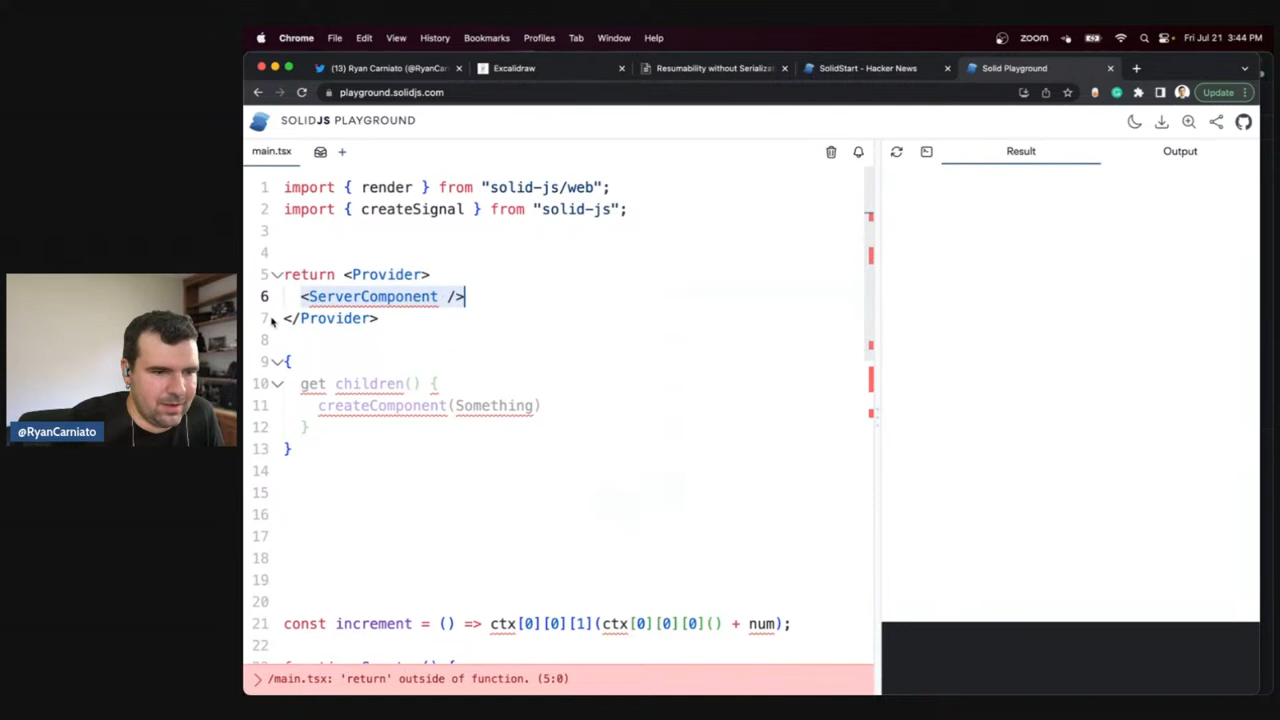 Chrome File Edit View History Bookmarks Profiles Tab Window Help zoom Fri Jul 21 3:44 PM
(13) Ryan Carniato (@RyanCar Excalidraw Resumability without Serializat SolidStart - Hacker News Solid Playground
playground.solidjs.com Update
SOLIDJS PLAYGROUND
main.tsx Result Output
1 import { render } from "solid-js/web";
2 import { createSignal } from "solid-js";
3
4
5 return <Provider>
6 <ServerComponent />
7 </Provider>
8
9 {
10 get children() {
11 createComponent(Something)
12 }
13 }
14
15
16
17
18
19
20
21 const increment = () => ctx[0][0][1](ctx[0][0][0]() + num);
22
/main.tsx: 'return' outside of function. (5:0)
@RyanCarniato